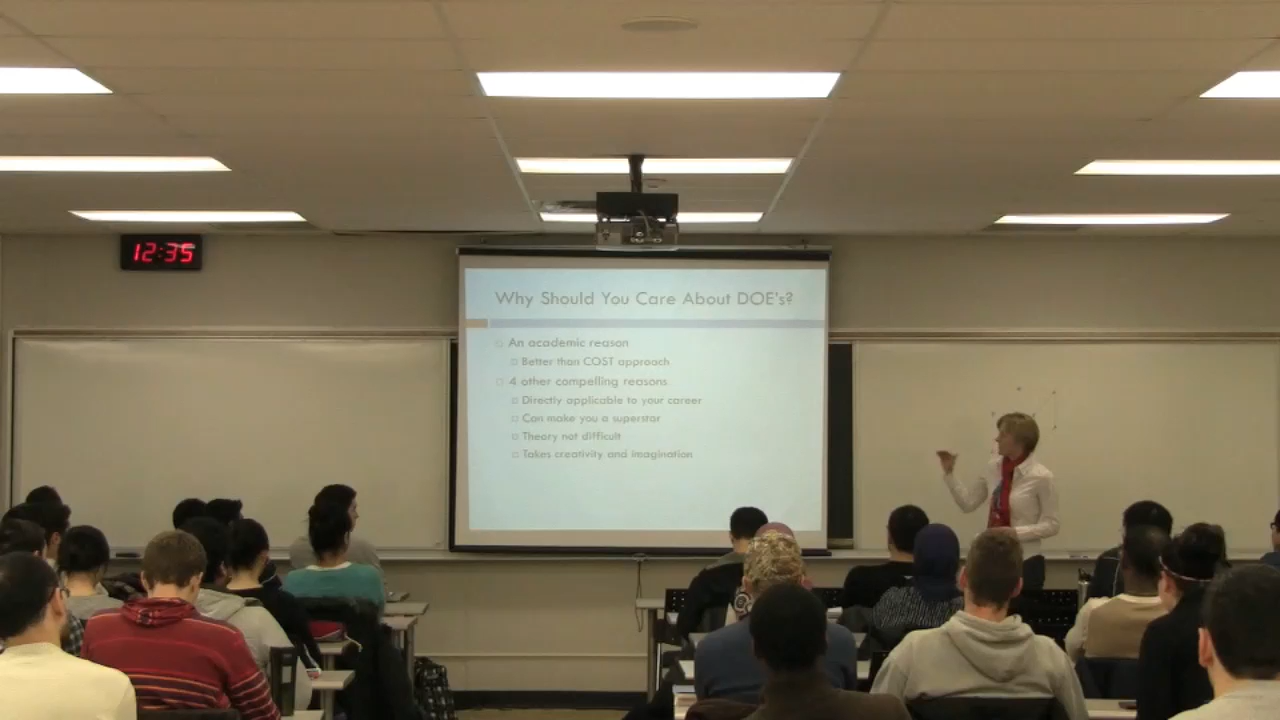 12:35
Why Should You Care About DOE's?
An academic reason
Better than COST approach
4 other compelling reasons
Directly applicable to your career
Can make you a superstar
Theory not difficult
Takes creativity and imagination